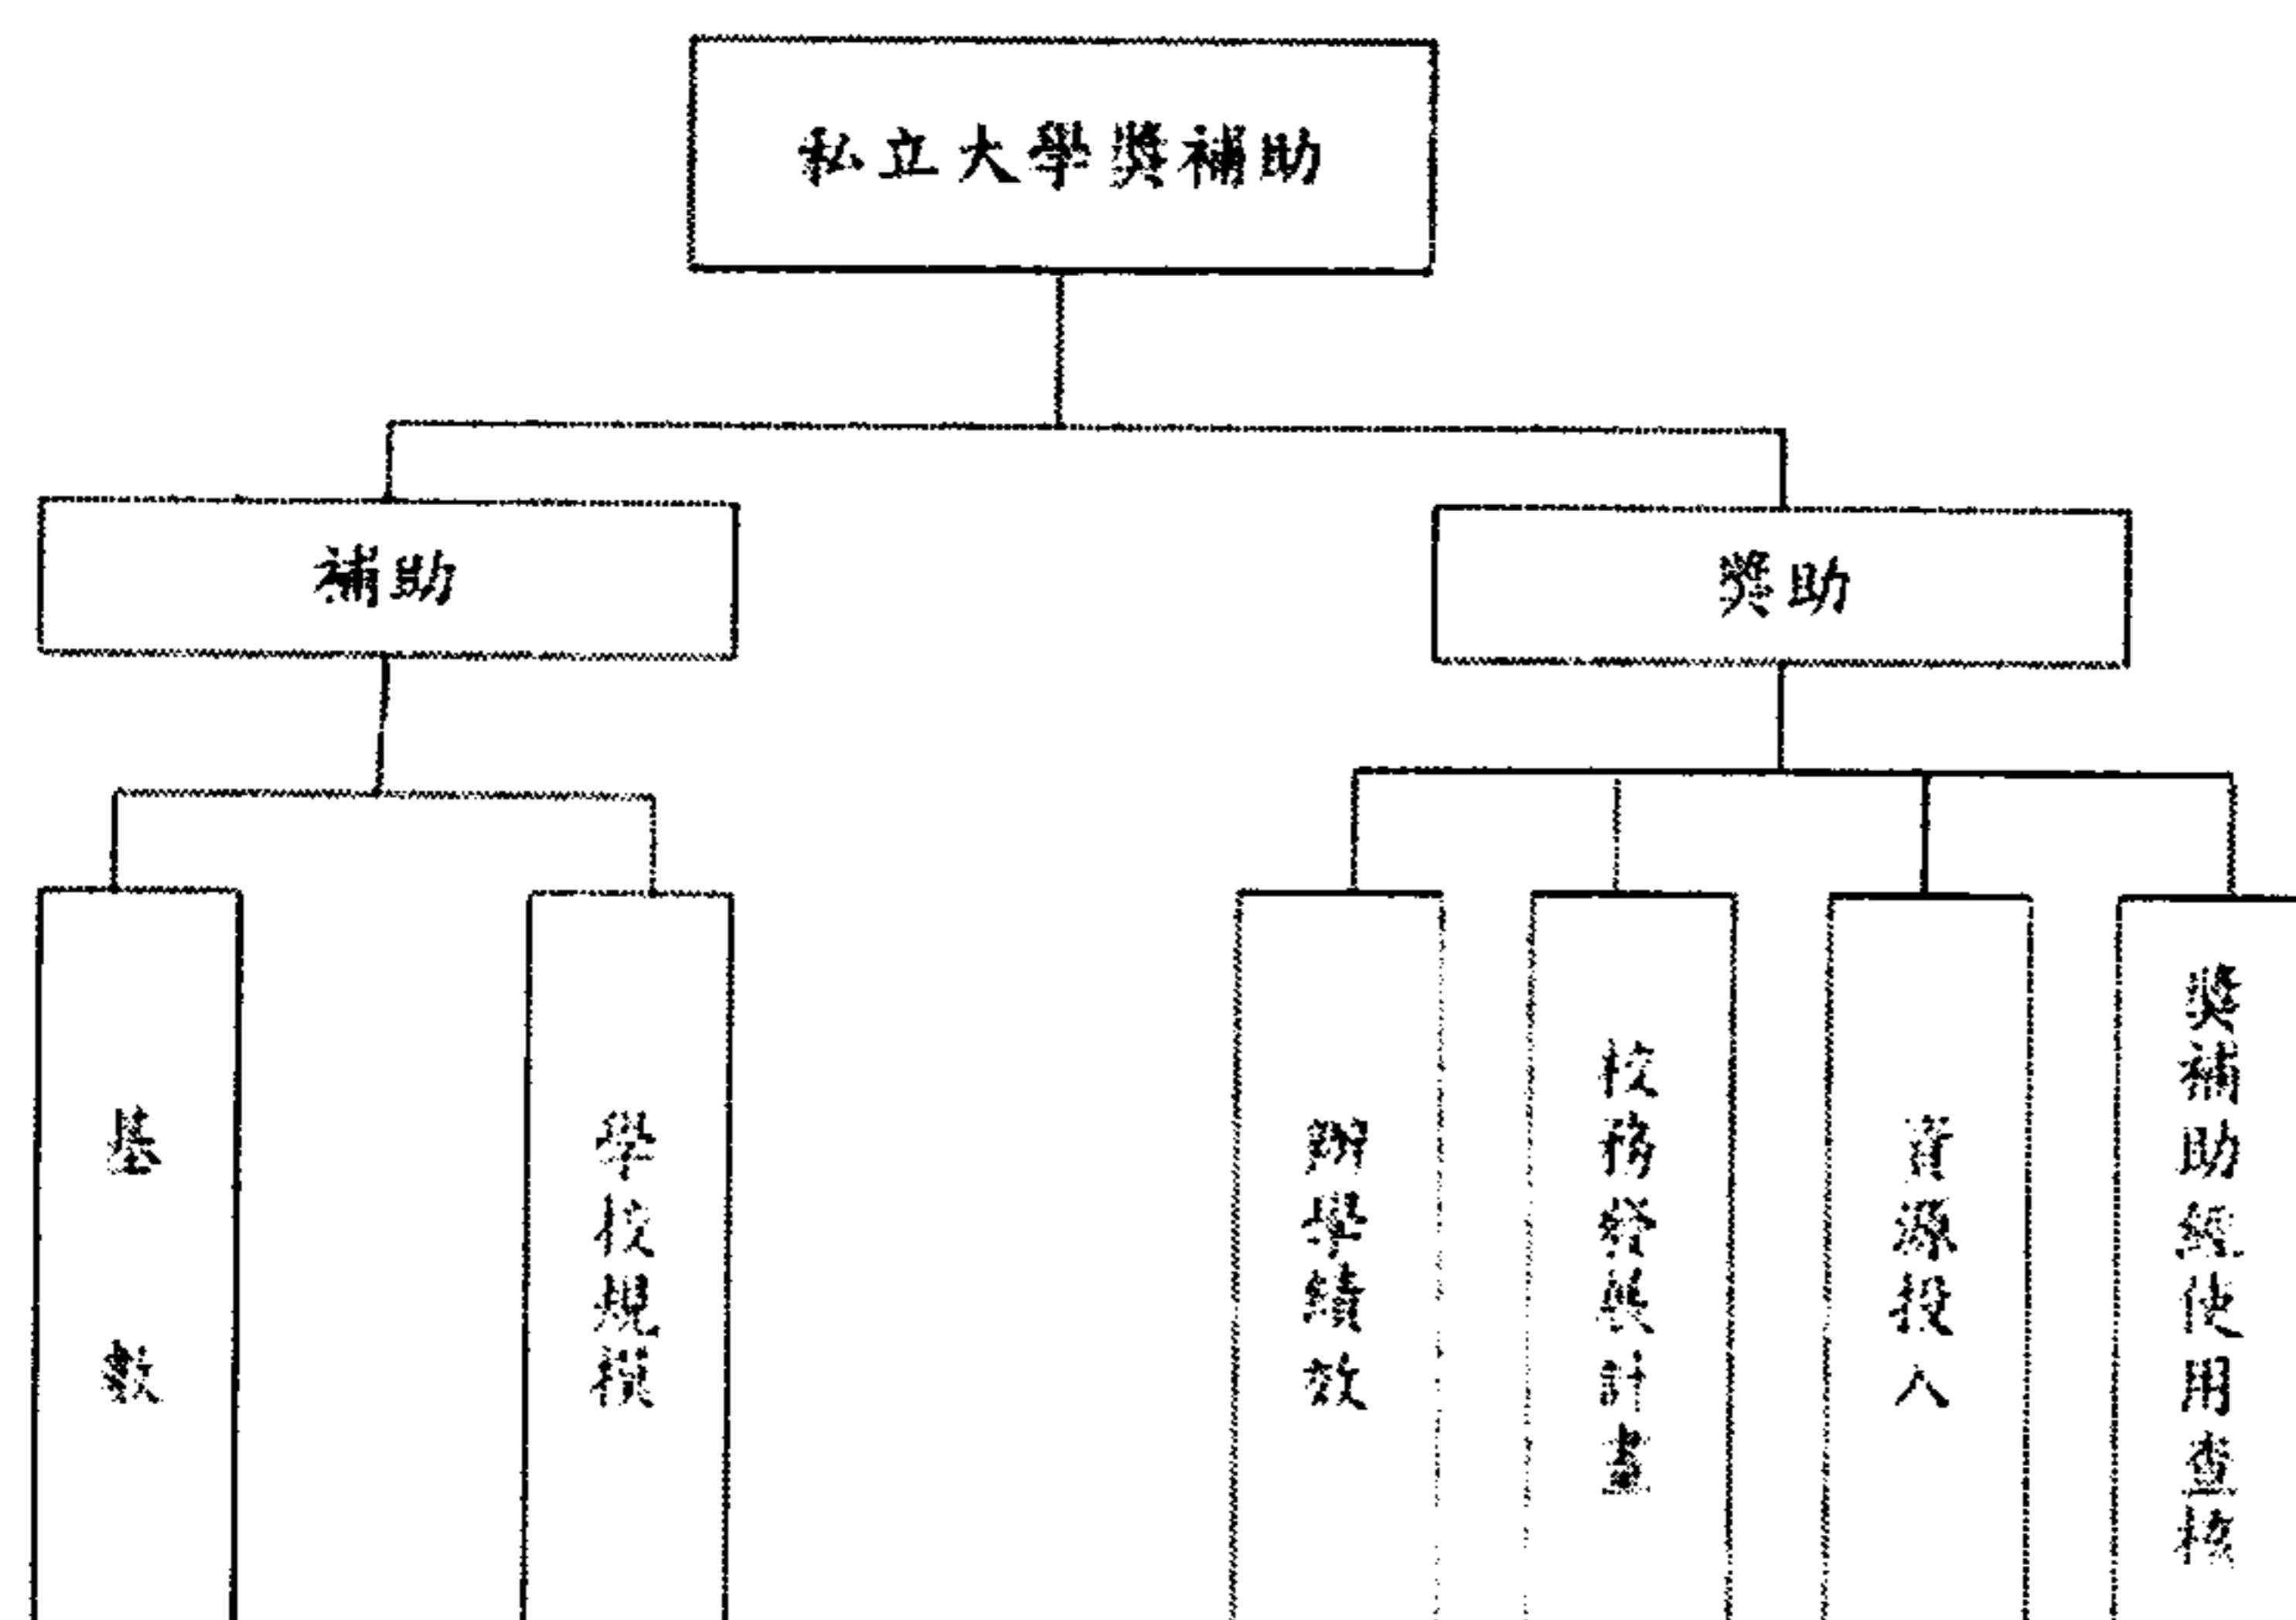 私立大學獎補助
補助
獎助
基數
學校規模
辦學績效
校務發展計畫
資源投入
獎補助經使用查核